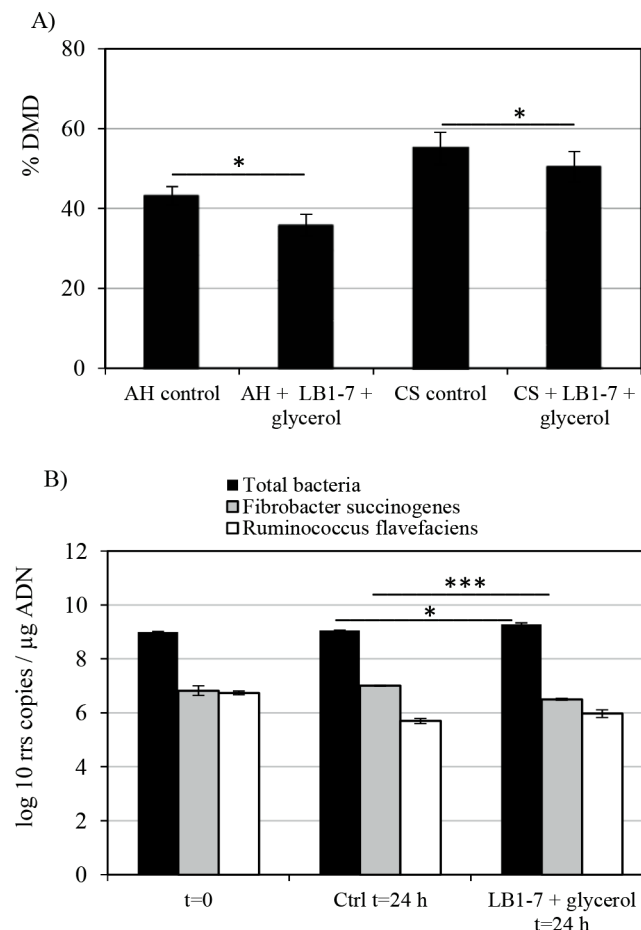 A)
80
60
40
20
0
% DMD
*
*
AH control
AH + LB1-7 +
glycerol
CS control
CS + LB1-7 +
glycerol
B)
Total bacteria
Fibrobacter succinogenes
Ruminococcus flavefaciens
12
10
8
6
4
2
0
log 10 rrs copies / µg ADN
***
*
t=0
Ctrl t=24 h
LB1-7 + glycerol
t=24 h